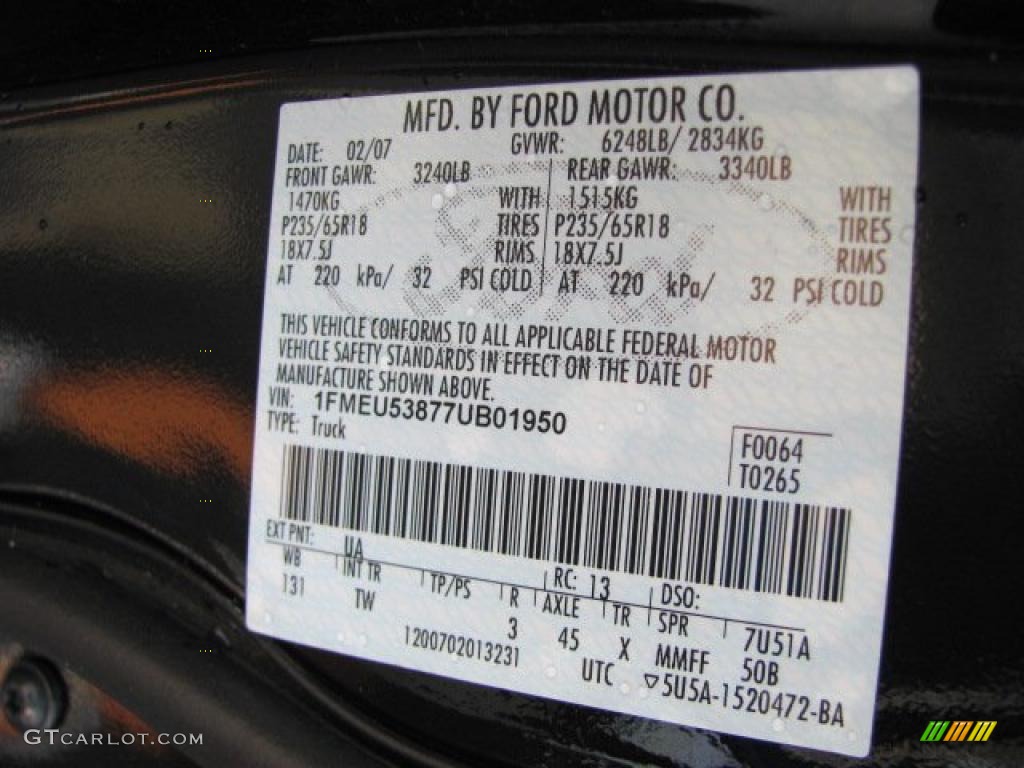 MFD. BY FORD MOTOR CO.
DATE: 02/07 GVWR: 6248LB/ 2834KG
FRONT GAWR: 3240LB REAR GAWR: 3340LB
1470KG WITH 1515KG WITH
P235/65R18 TIRES P235/65R18 TIRES
18X7.5J RIMS 18X7.5J RIMS
AT 220 kPa/ 32 PSI COLD AT 220 kPa/ 32 PSI COLD
Ford
THIS VEHICLE CONFORMS TO ALL APPLICABLE FEDERAL MOTOR
VEHICLE SAFETY STANDARDS IN EFFECT ON THE DATE OF
MANUFACTURE SHOWN ABOVE.
VIN: 1FMEU53877UB01950
TYPE: Truck
F0064
T0265
EXT PNT: UA RC: 13 DSO:
WB INT TR TP/PS R AXLE TR SPR
131 TW 3 45 X MMFF 7U51A
50B
1200702013231 UTC ▽5U5A-1520472-BA
GTCARLOT.COM